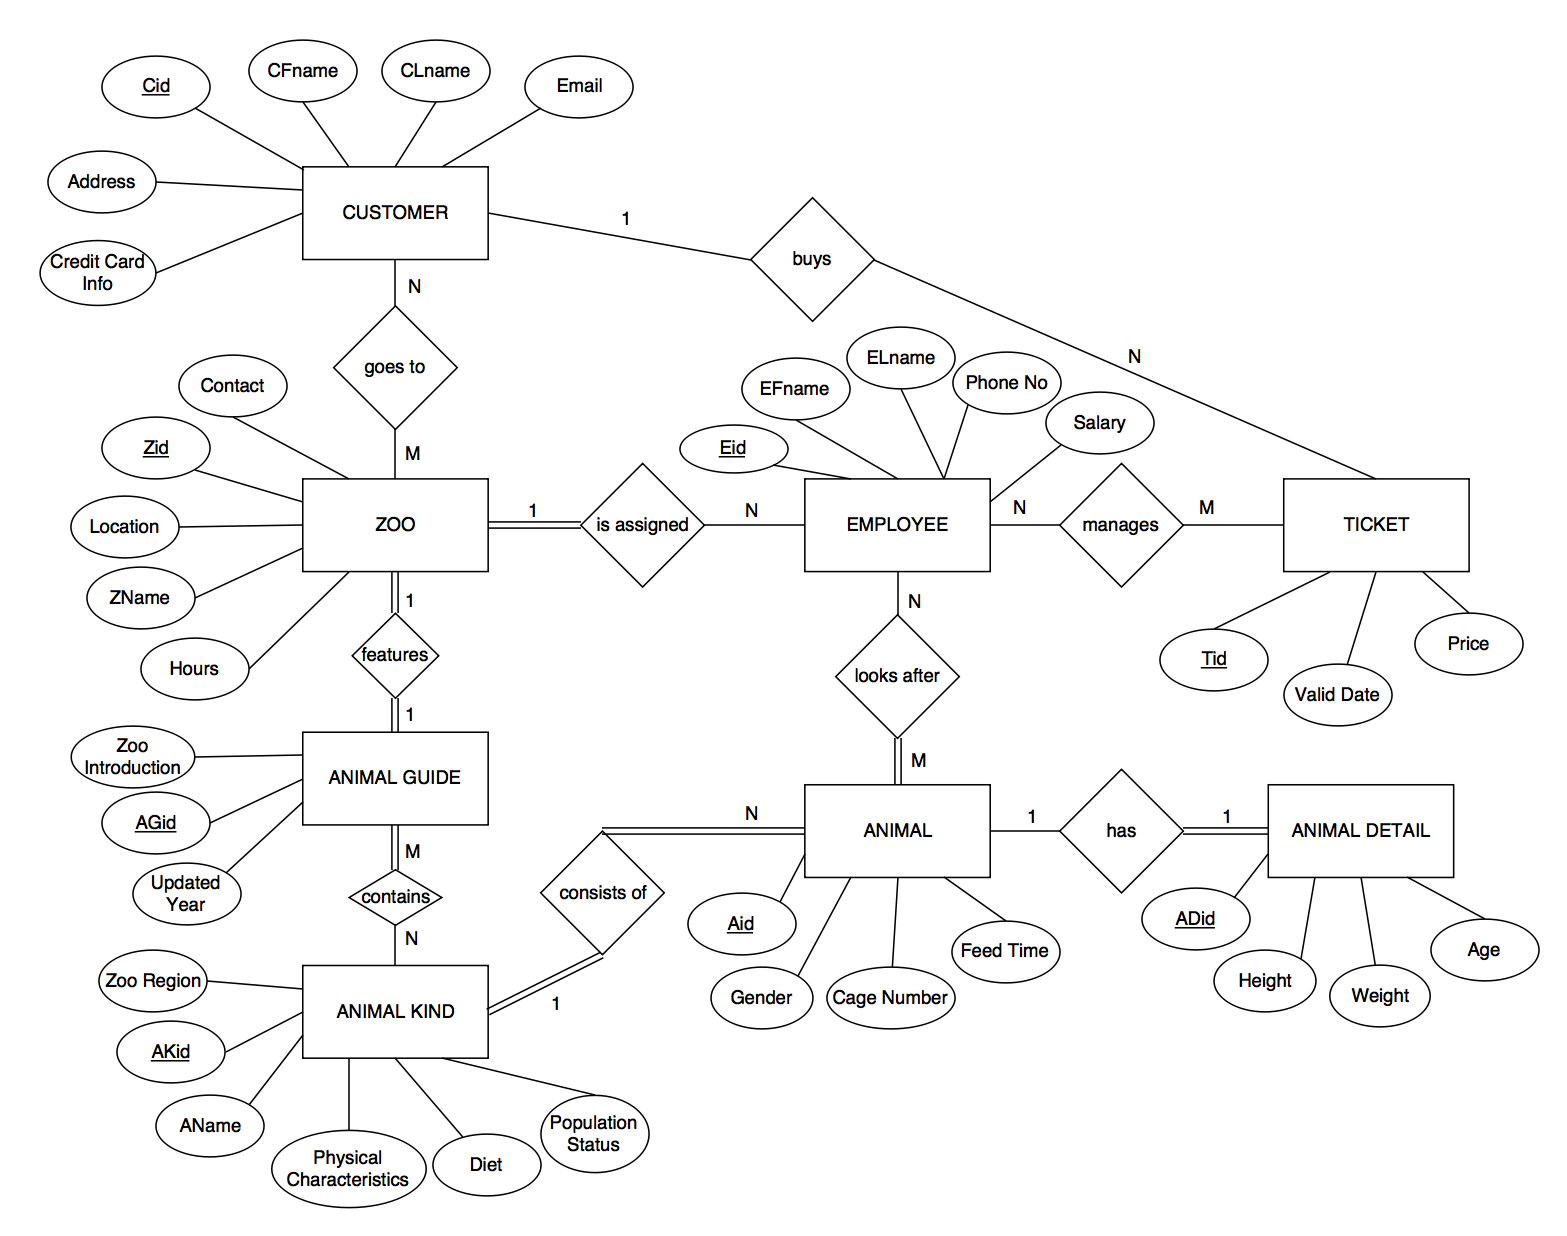 Cid
CFname
CLname
Email
Address
CUSTOMER
Credit Card
Info
1
buys
N
N
goes to
M
Contact
Zid
Location
ZName
Hours
ZOO
1
is assigned
N
EFname
ELname
Phone No
Salary
Eid
EMPLOYEE
N
manages
M
TICKET
Tid
Valid Date
Price
1
features
1
N
looks after
M
Zoo
Introduction
AGid
Updated
Year
ANIMAL GUIDE
M
contains
N
N
consists of
1
ANIMAL
1
has
1
ANIMAL DETAIL
Aid
Gender
Cage Number
Feed Time
ADid
Height
Weight
Age
Zoo Region
AKid
AName
ANIMAL KIND
Physical
Characteristics
Diet
Population
Status